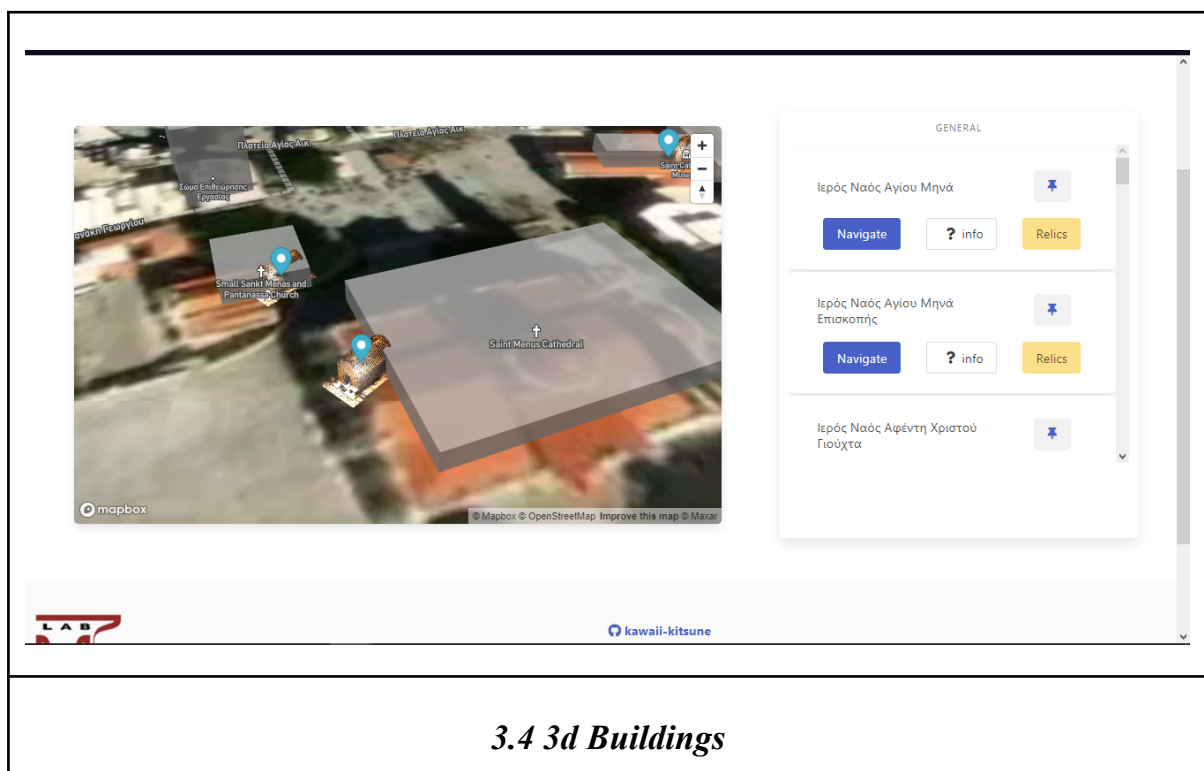 Πλατεία Αγίας Αικ.
Πλατεία Αγίας Αικ.
Σώμα Επιθεώρησης
Εργασίας
Γεωργίου
Small Sankt Menas and
Pantanassa Church
Saint Menus Cathedral
mapbox
© Mapbox © OpenStreetMap Improve this map © Maxar
GENERAL
Ιερός Ναός Αγίου Μηνά
Navigate
? info
Relics
Ιερός Ναός Αγίου Μηνά
Επισκοπής
Navigate
? info
Relics
Ιερός Ναός Αφέντη Χριστού
Γιούχτα
LAB
kawaii-kitsune
3.4 3d Buildings